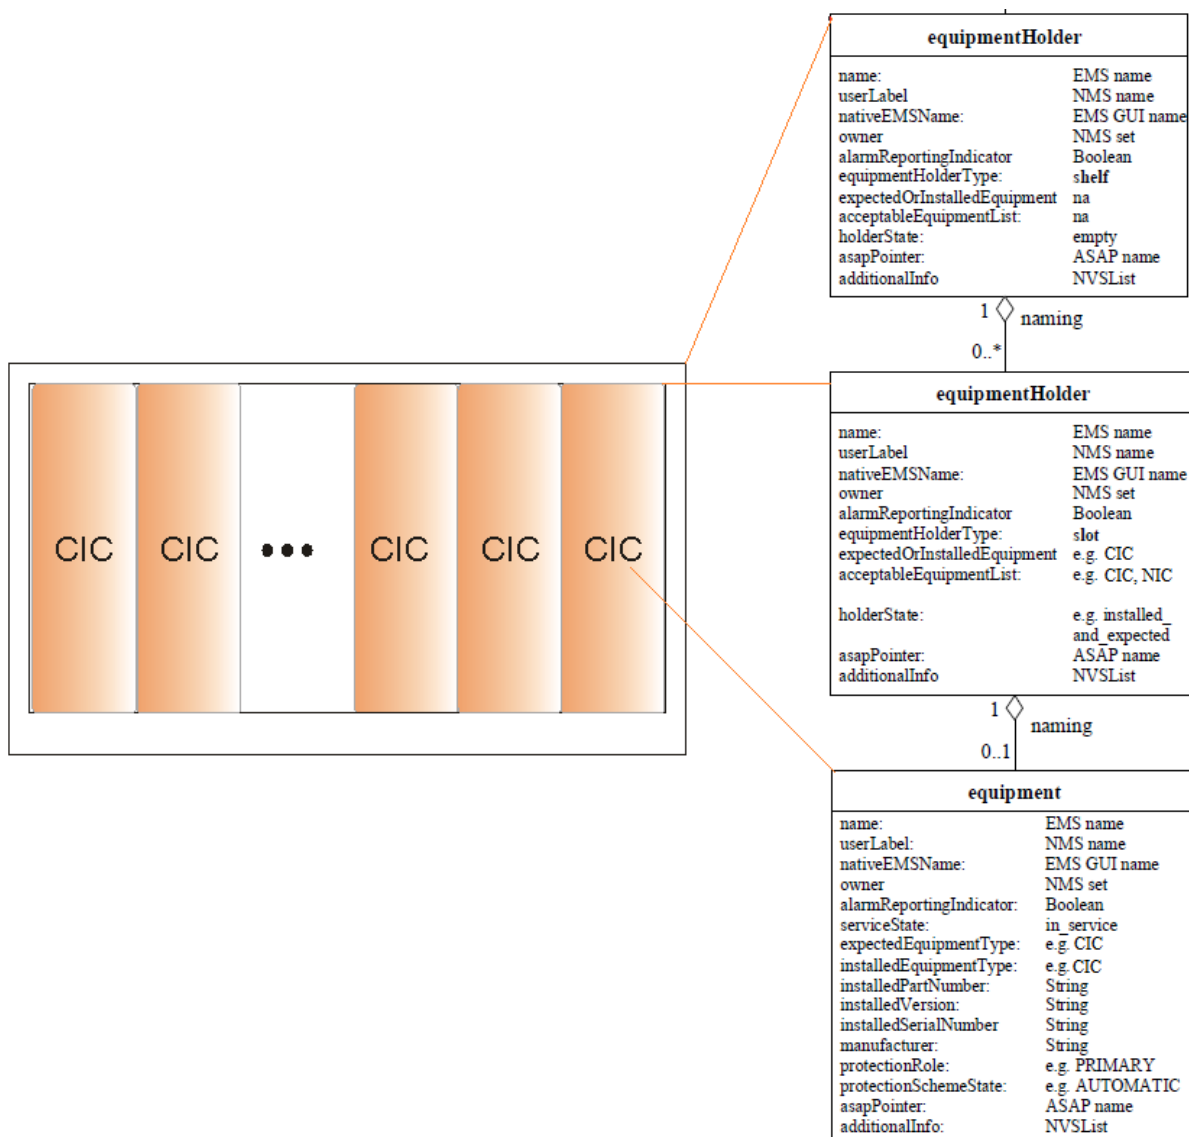 equipmentHolder
name: EMS name
userLabel NMS name
nativeEMSName: EMS GUI name
owner NMS set
alarmReportingIndicator Boolean
equipmentHolderType: shelf
expectedOrInstalledEquipment na
acceptableEquipmentList: na
holderState: empty
asapPointer: ASAP name
additionalInfo NVSList
1 naming
0..*
equipmentHolder
name: EMS name
userLabel NMS name
nativeEMSName: EMS GUI name
owner NMS set
alarmReportingIndicator Boolean
equipmentHolderType: slot
expectedOrInstalledEquipment e.g. CIC
acceptableEquipmentList: e.g. CIC, NIC
holderState: e.g. installed_
and_expected
asapPointer: ASAP name
additionalInfo NVSList
CIC CIC ••• CIC CIC CIC
1 naming
0..1
equipment
name: EMS name
userLabel: NMS name
nativeEMSName: EMS GUI name
owner NMS set
alarmReportingIndicator: Boolean
serviceState: in_service
expectedEquipmentType: e.g. CIC
installedEquipmentType: e.g. CIC
installedPartNumber: String
installedVersion: String
installedSerialNumber String
manufacturer: String
protectionRole: e.g. PRIMARY
protectionSchemeState: e.g. AUTOMATIC
asapPointer: ASAP name
additionalInfo: NVSList